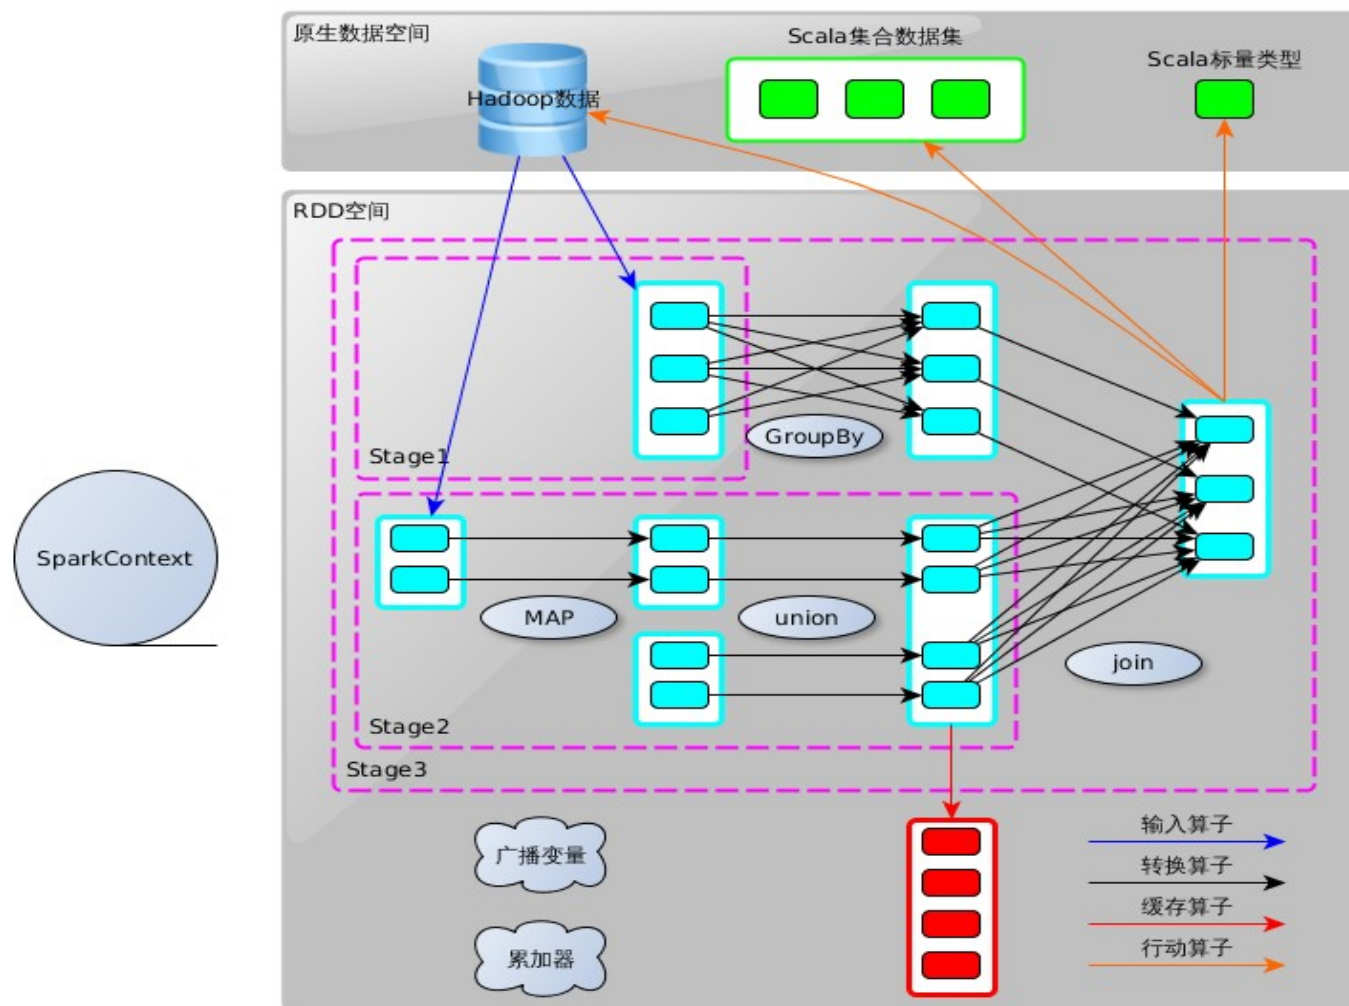 原生数据空间
Scala集合数据集
Scala标量类型
Hadoop数据
RDD空间
GroupBy
Stage1
SparkContext
MAP
union
join
Stage2
Stage3
广播变量
累加器
输入算子
转换算子
缓存算子
行动算子